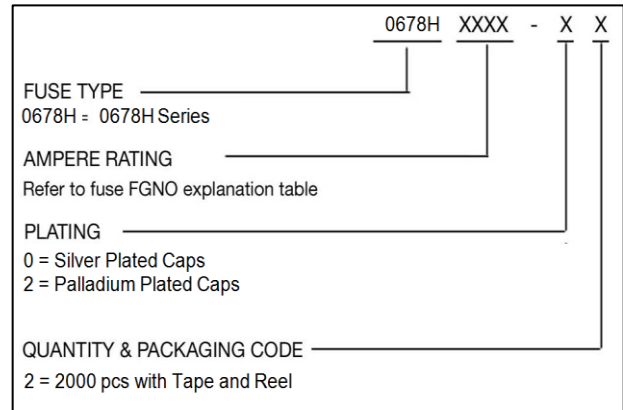 0678H XXXX - X X
FUSE TYPE
0678H = 0678H Series
AMPERE RATING
Refer to fuse FGNO explanation table
PLATING
0 = Silver Plated Caps
2 = Palladium Plated Caps
QUANTITY & PACKAGING CODE
2 = 2000 pcs with Tape and Reel